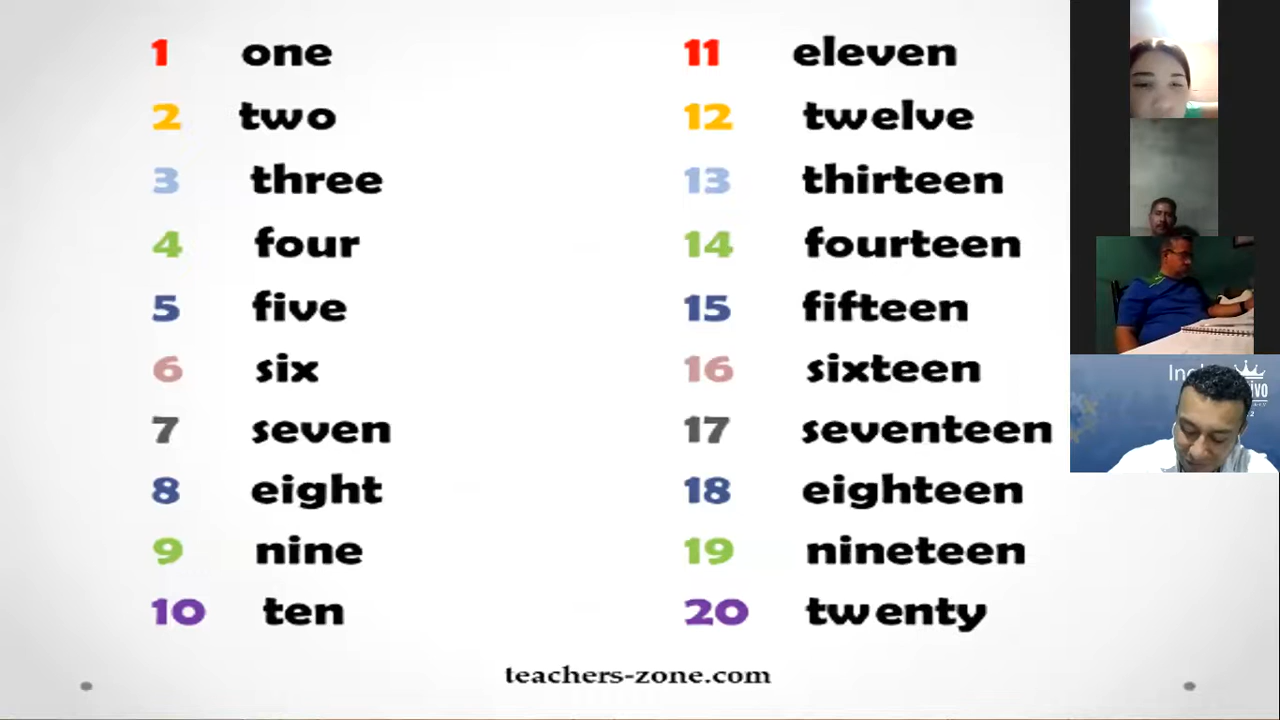 1 one
2 two
3 three
4 four
5 five
6 six
7 seven
8 eight
9 nine
10 ten
11 eleven
12 twelve
13 thirteen
14 fourteen
15 fifteen
16 sixteen
17 seventeen
18 eighteen
19 nineteen
20 twenty
teachers-zone.com